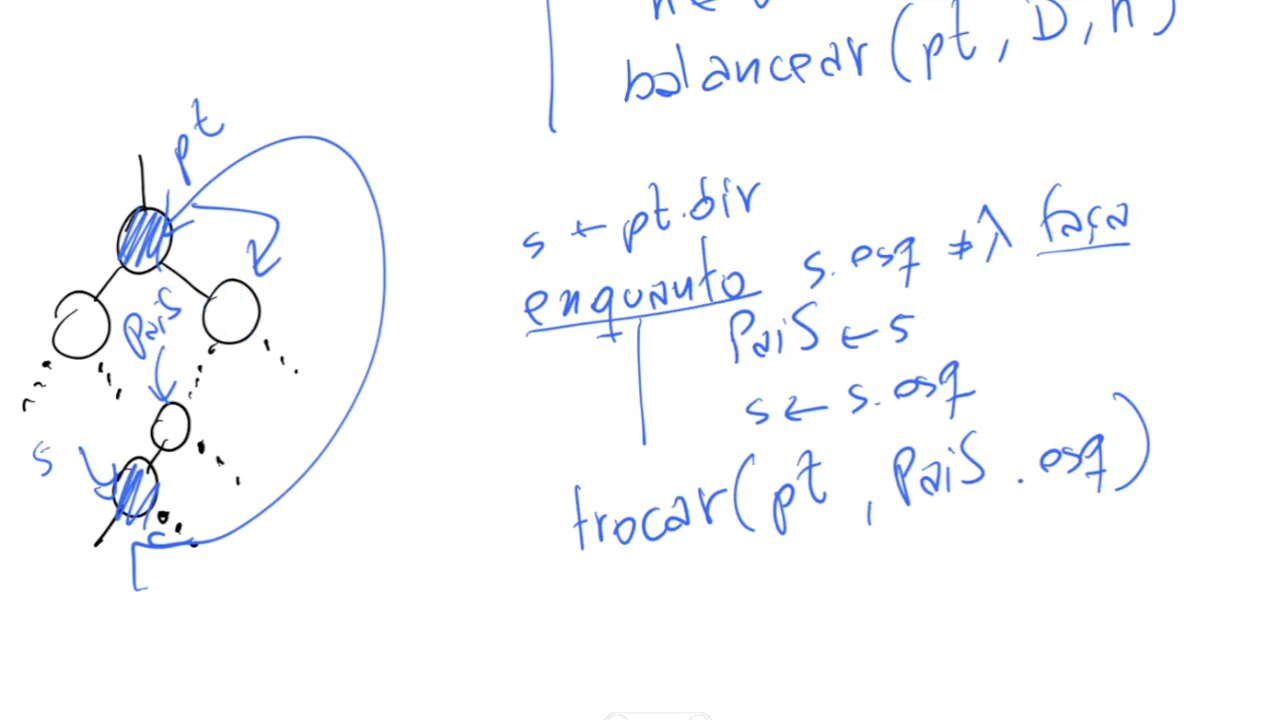 balancear(pt, D, h)
pt
s ← pt.dir
enquanto s.esq ≠ λ faça
PaiS
PaiS ← s
s ← s.esq
s
trocar(pt, PaiS.esq)